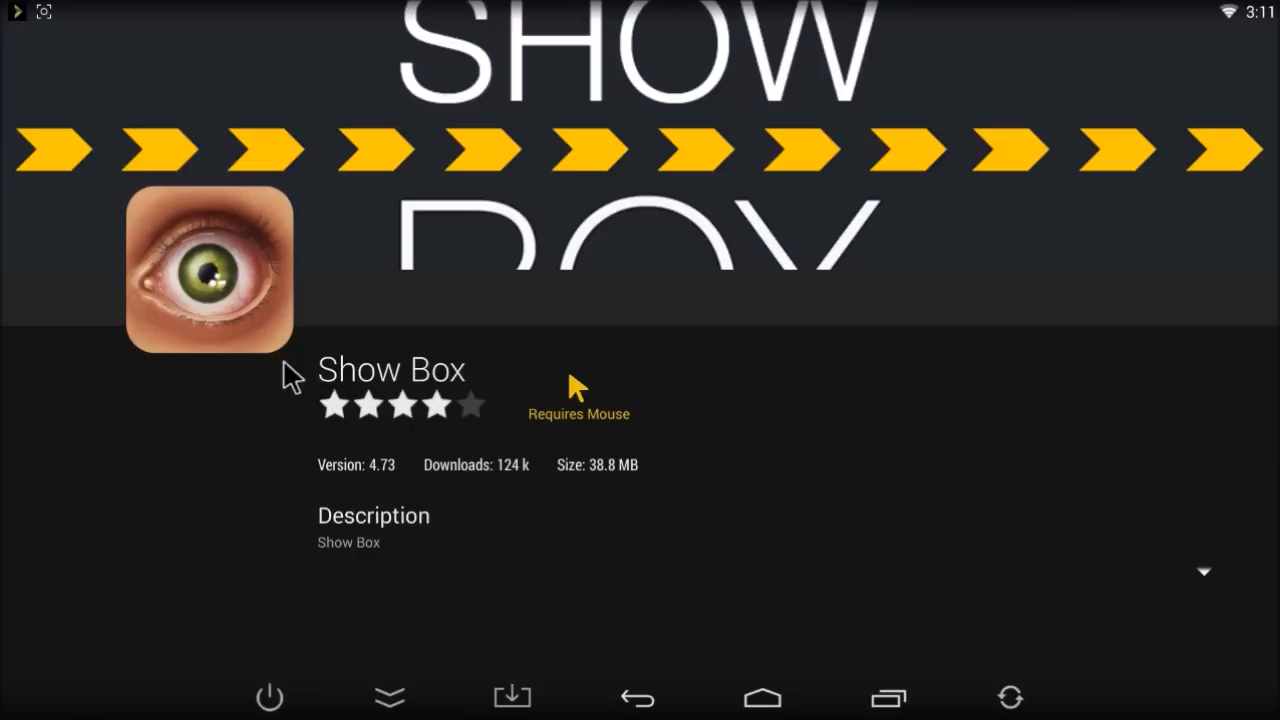 3:11
SHOW
BOX
Show Box
Requires Mouse
Version: 4.73 Downloads: 124 k Size: 38.8 MB
Description
Show Box